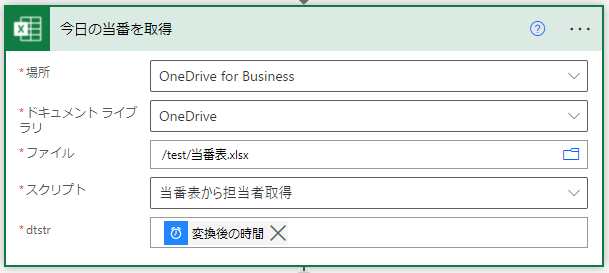 今日の当番を取得
*場所
OneDrive for Business
*ドキュメント ライブ
ラリ
OneDrive
*ファイル
/test/当番表.xlsx
*スクリプト
当番表から担当者取得
*dtstr
変換後の時間